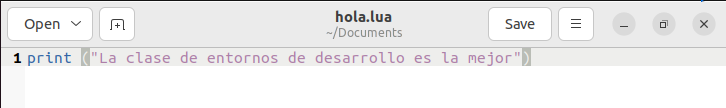 Open
hola.lua
~/Documents
Save
1 print ("La clase de entornos de desarrollo es la mejor")